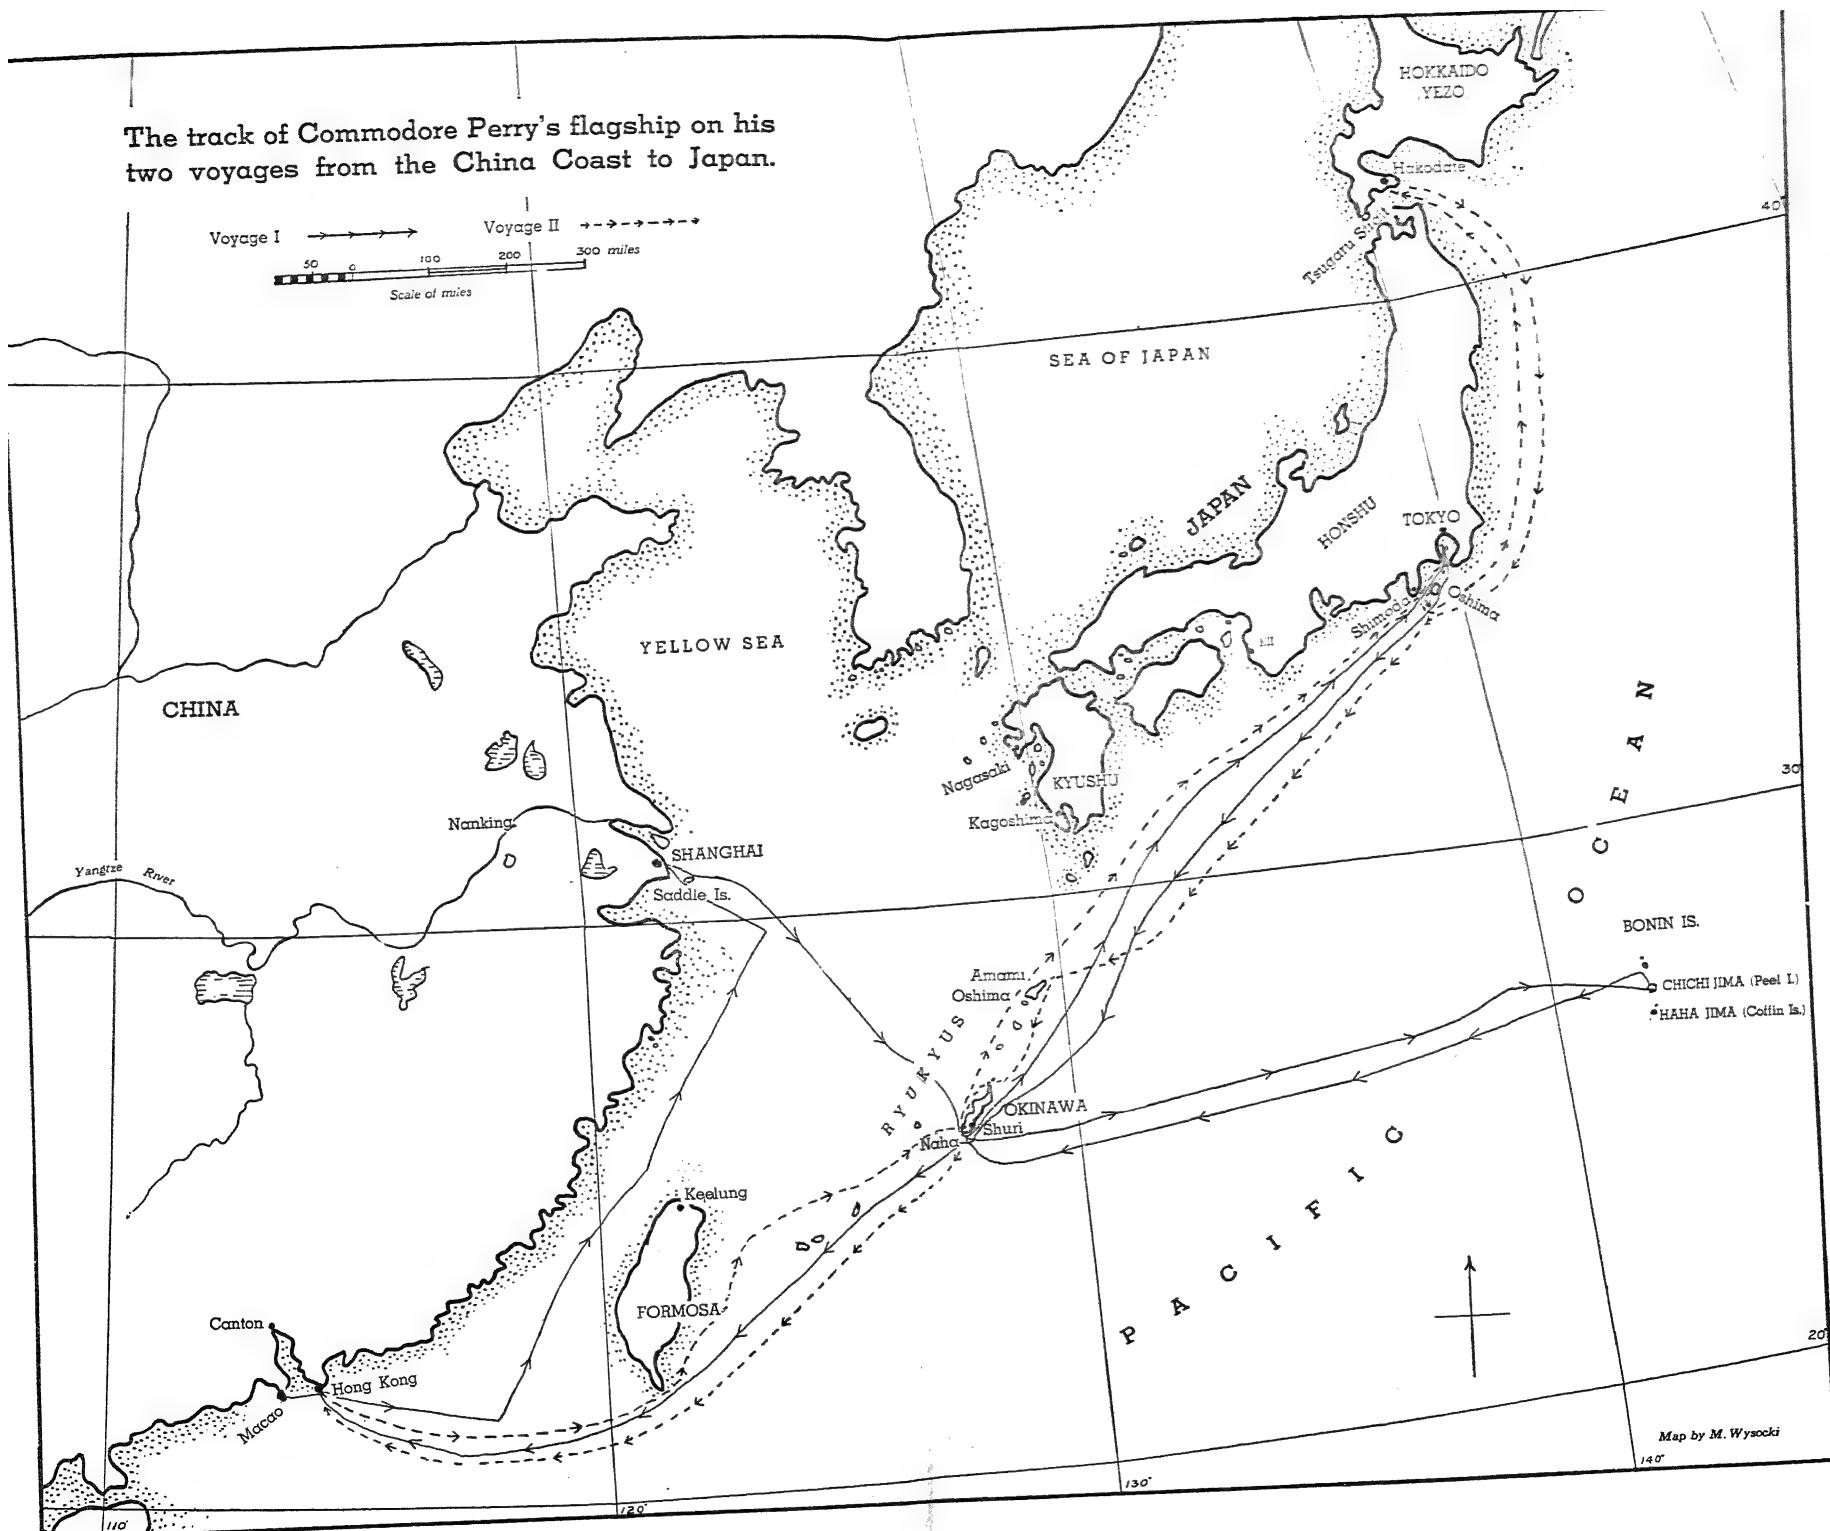 The track of Commodore Perry's flagship on his
two voyages from the China Coast to Japan.
Voyage I
Voyage II
50 0 100 200 300 miles
Scale of miles
HOKKAIDO
YEZO
Hakodate
Tsugaru S.
40°
SEA OF JAPAN
JAPAN
HONSHU
TOKYO
Shimoda
Oshima
YELLOW SEA
CHINA
Nagasaki
KYUSHU
Kagoshima
30°
Nanking
SHANGHAI
Saddle Is.
Yangtze River
PACIFIC OCEAN
BONIN IS.
CHICHI JIMA (Peel I.)
HAHA JIMA (Coffin Is.)
Amami
Oshima
RYUKYUS
OKINAWA
Shuri
Naha
Keelung
FORMOSA
Canton
Hong Kong
Macao
20°
Map by M. Wysocki
110°
120°
130°
140°